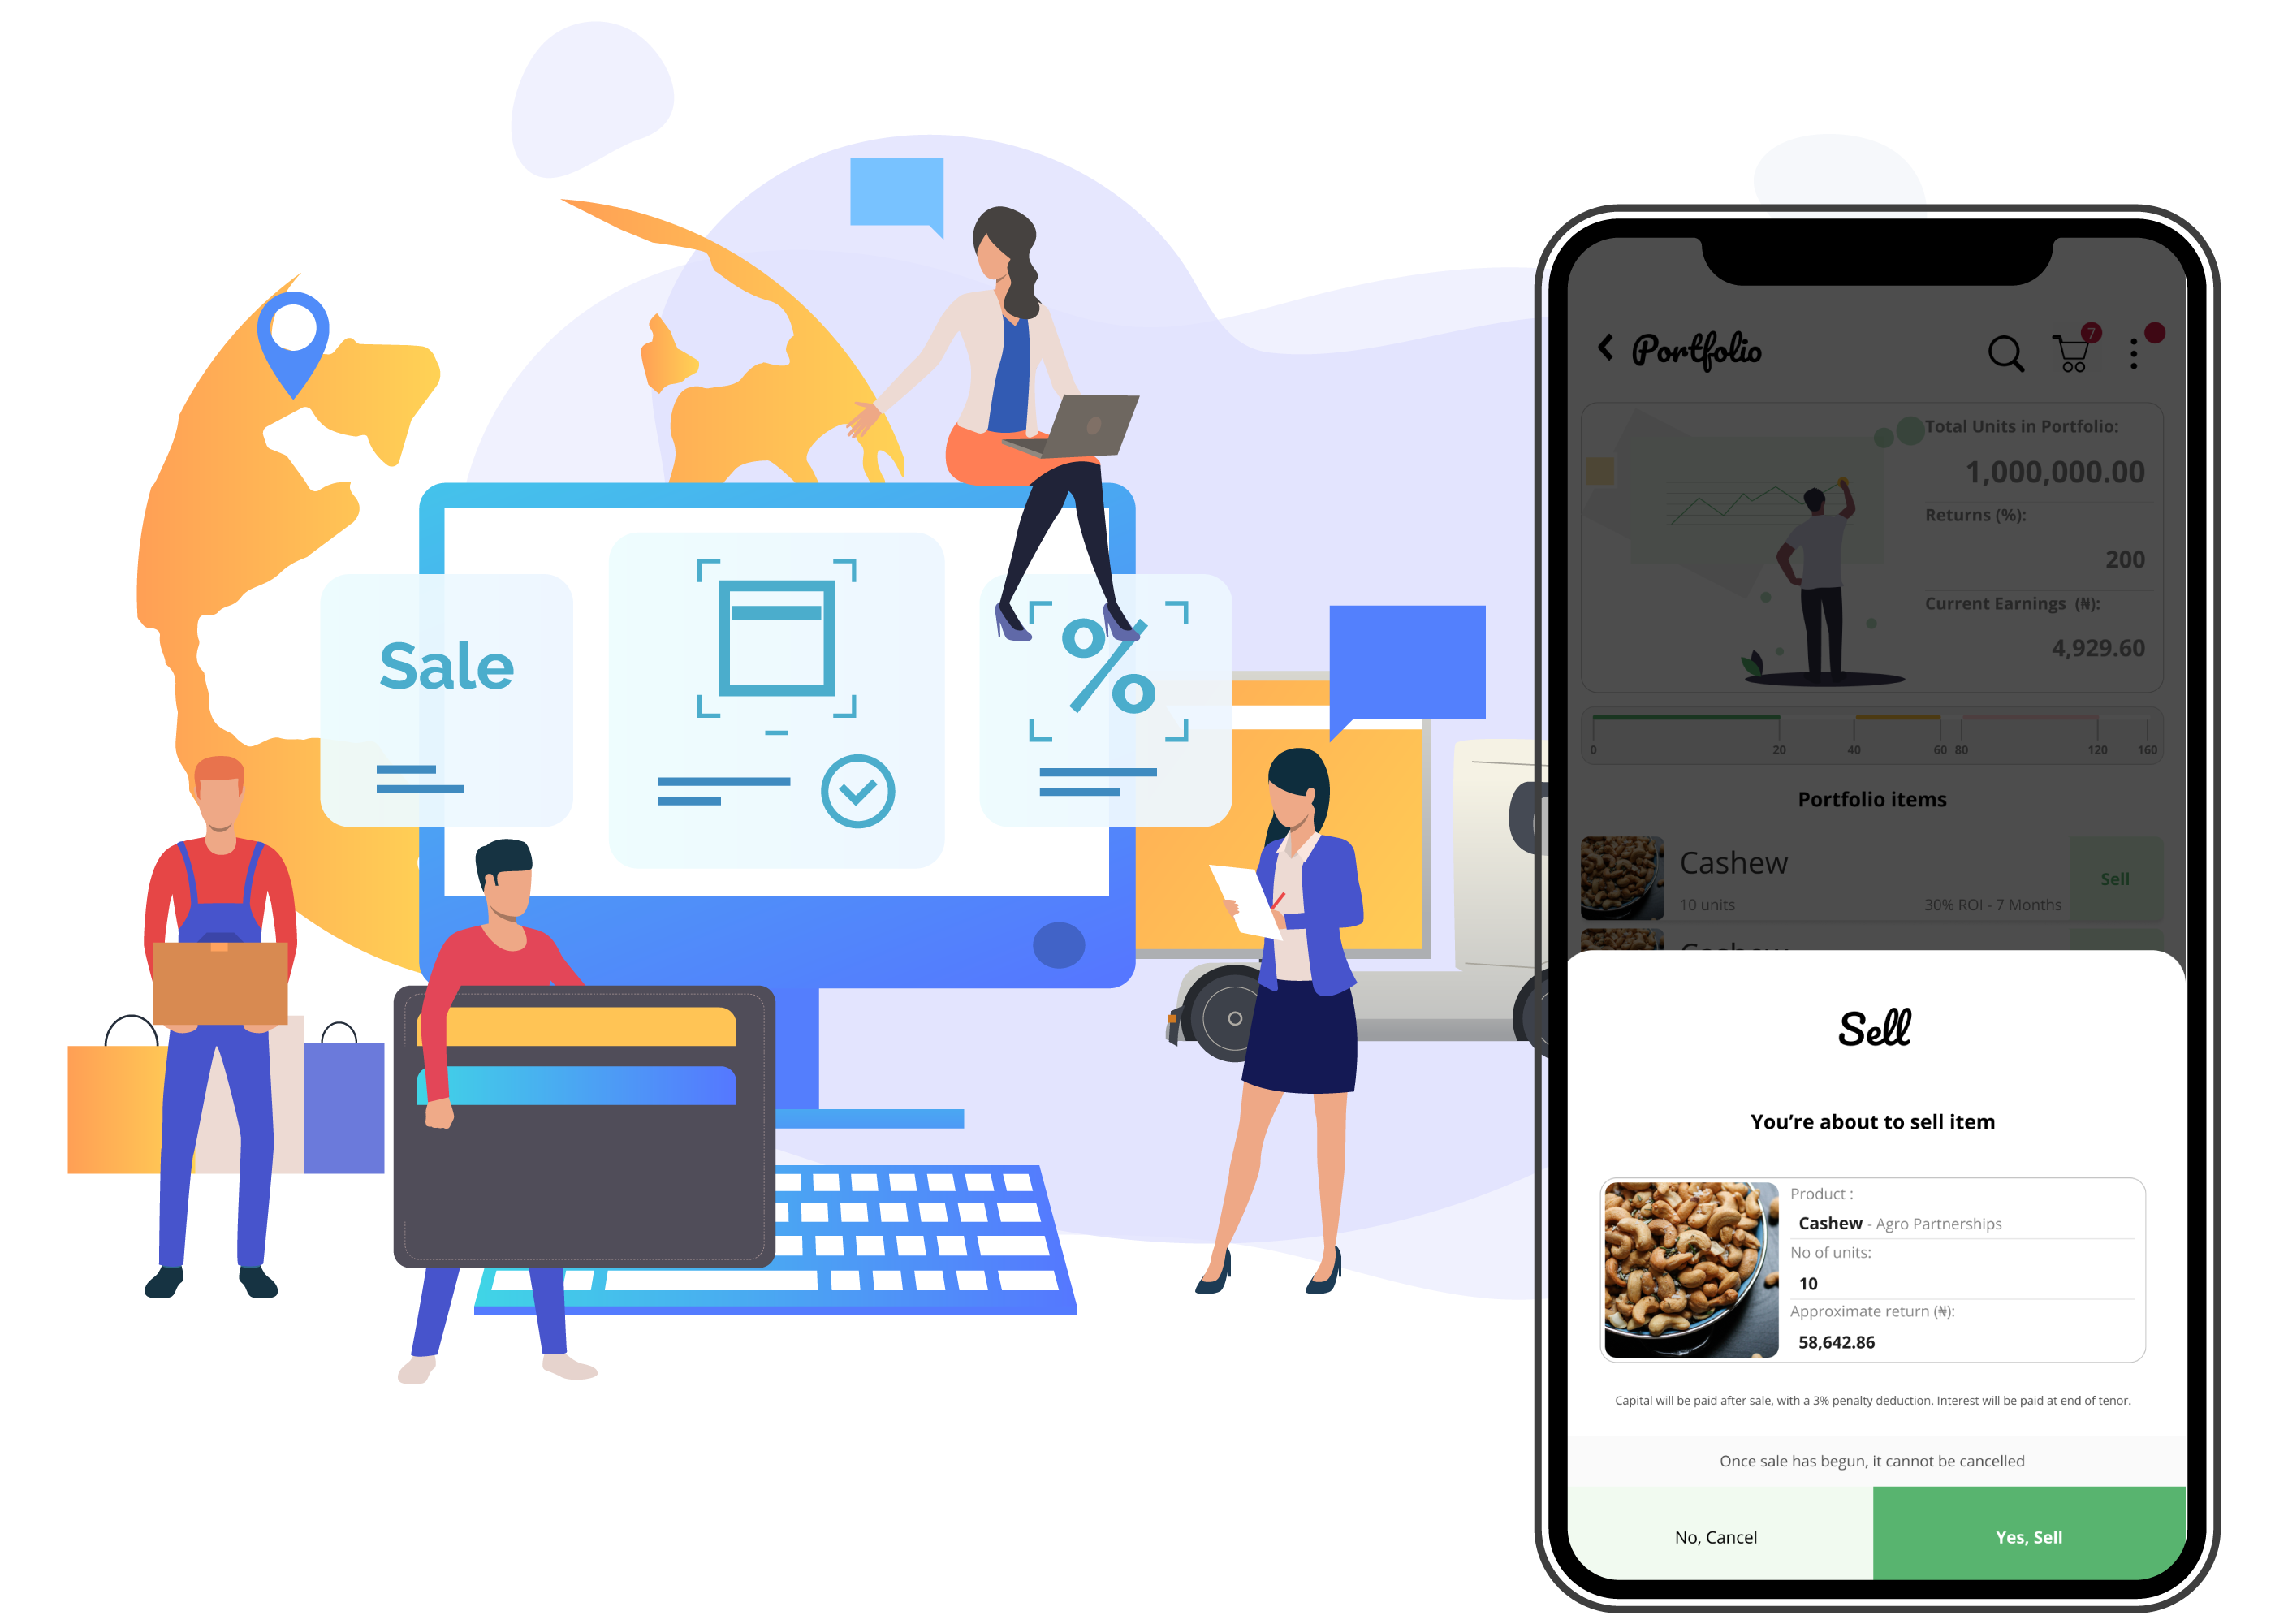 Sale
%
Portfolio
7
Total Units in Portfolio:
1,000,000.00
Returns (%):
200
Current Earnings (₦):
4,929.60
0 20 40 60 80 120 160
Portfolio items
Cashew
Sell
10 units 30% ROI - 7 Months
Cashew
Sell
You’re about to sell item
Product :
Cashew - Agro Partnerships
No of units:
10
Approximate return (₦):
58,642.86
Capital will be paid after sale, with a 3% penalty deduction. Interest will be paid at end of tenor.
Once sale has begun, it cannot be cancelled
No, Cancel Yes, Sell